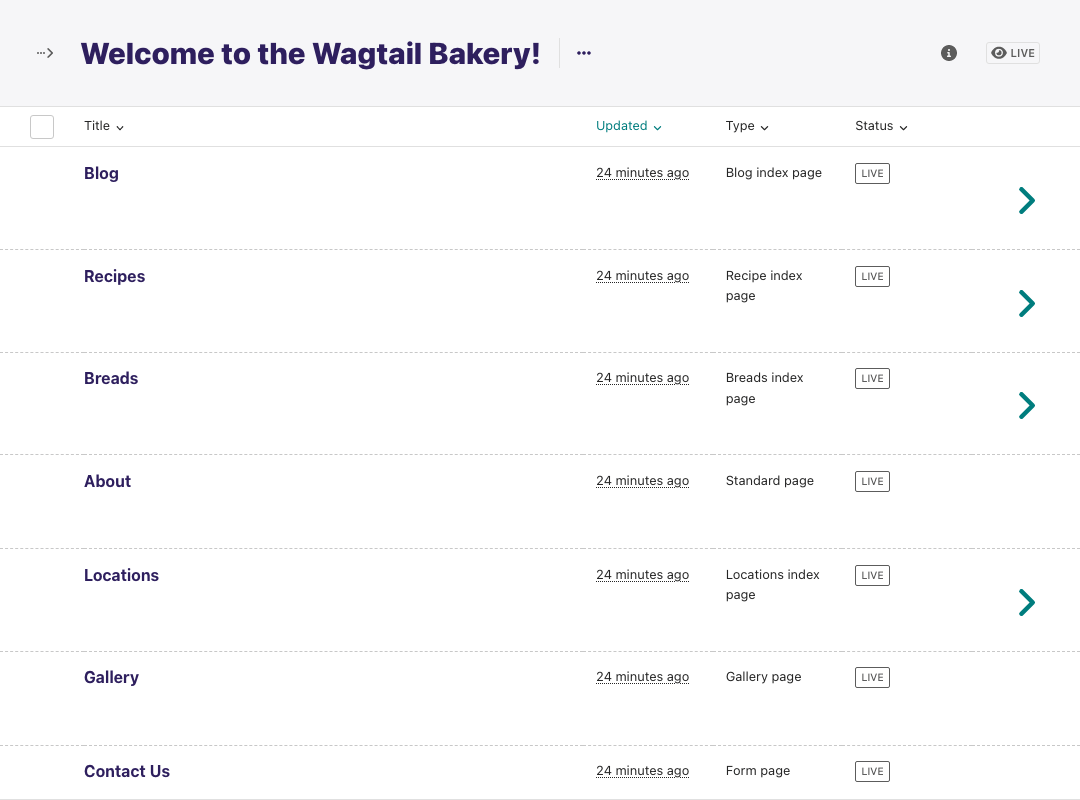 Welcome to the Wagtail Bakery!
LIVE
Title Updated Type Status
Blog 24 minutes ago Blog index page LIVE
Recipes 24 minutes ago Recipe index page LIVE
Breads 24 minutes ago Breads index page LIVE
About 24 minutes ago Standard page LIVE
Locations 24 minutes ago Locations index page LIVE
Gallery 24 minutes ago Gallery page LIVE
Contact Us 24 minutes ago Form page LIVE